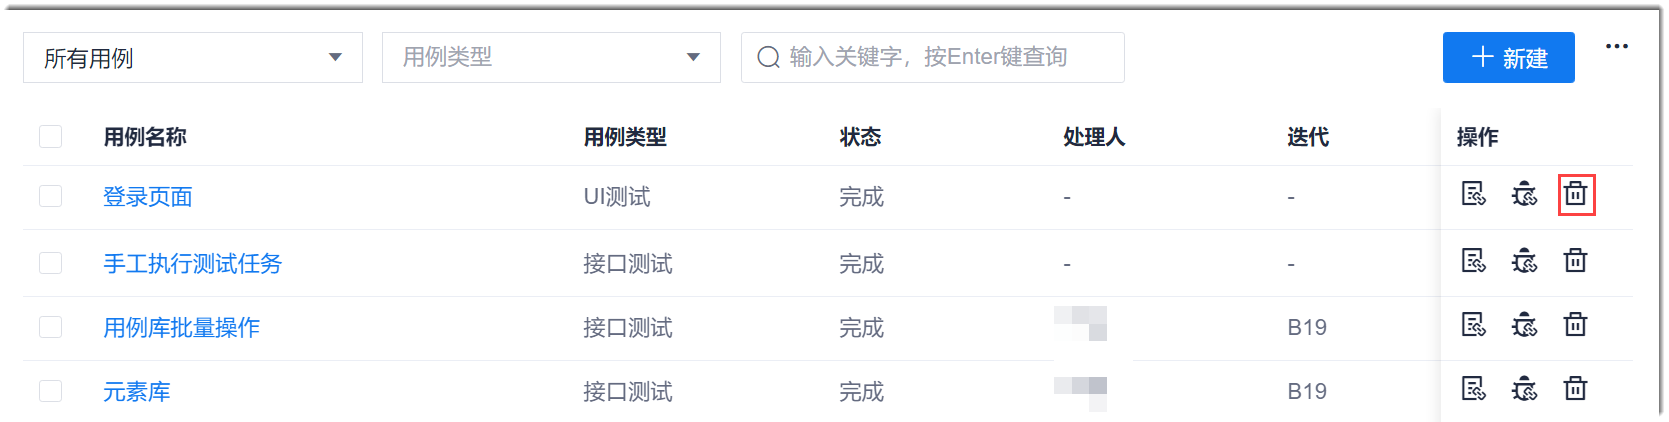 所有用例 用例类型 输入关键字，按Enter键查询 新建
用例名称 用例类型 状态 处理人 迭代 操作
登录页面 UI测试 完成 - -
手工执行测试任务 接口测试 完成 - -
用例库批量操作 接口测试 完成 B19
元素库 接口测试 完成 B19